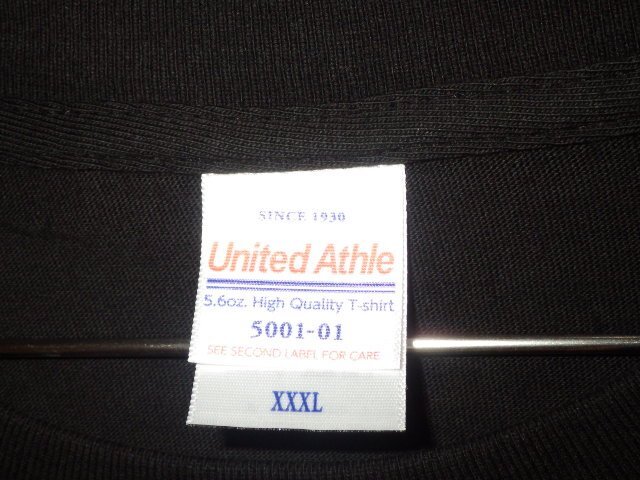 SINCE 1930
United Athle
5.6oz. High Quality T-shirt
5001-01
SEE SECOND LABEL FOR CARE
XXXL